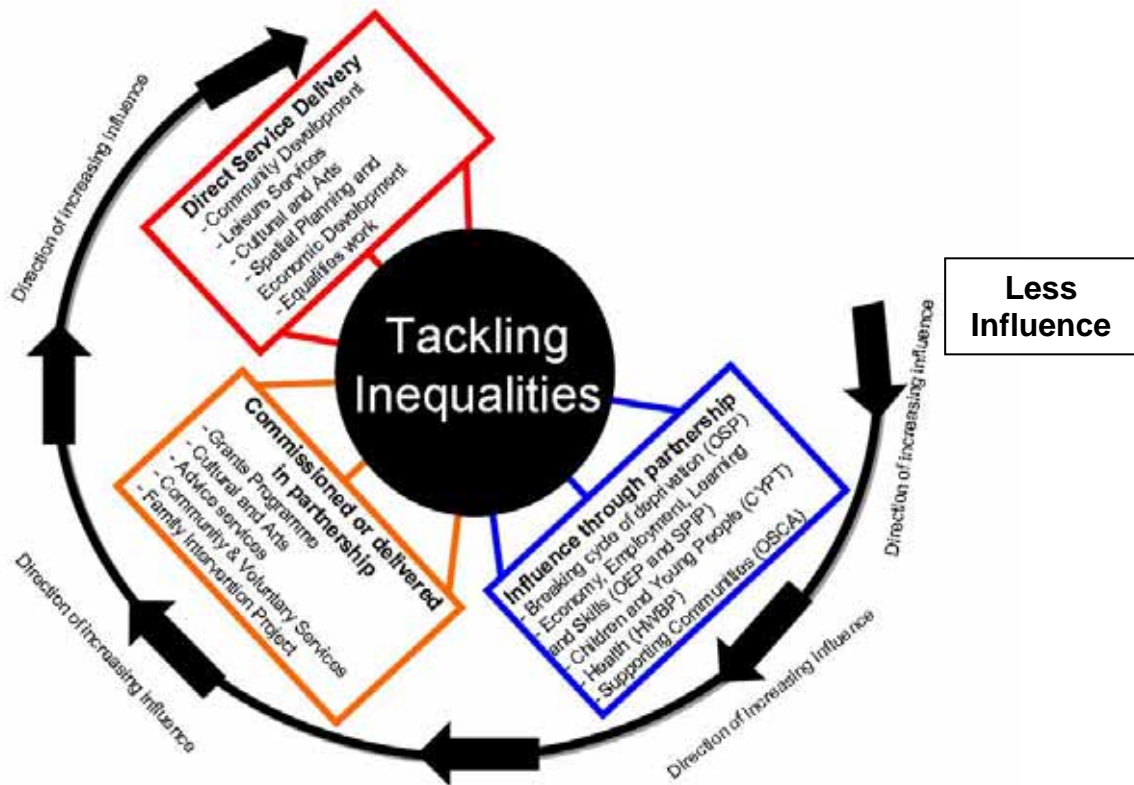 Direct Service Delivery
- Community Development
- Leisure Services
- Cultural and Arts
- Spatial Planning and
Economic Development
- Equalities work
Tackling
Inequalities
Less
Influence
Commissioned or delivered
in partnership
- Grants Programme
- Cultural and Arts
- Advice services
- Community & Voluntary Services
- Family Intervention Project
Influence through partnership
- Breaking cycle of deprivation (OSP)
- Economy, Employment, Learning
and Skills (OEP and SPIP)
- Children and Young People (CYPT)
- Health (HWBP)
- Supporting Communities (OSCA)
Direction of increasing influence
Direction of increasing influence
Direction of increasing influence
Direction of increasing influence